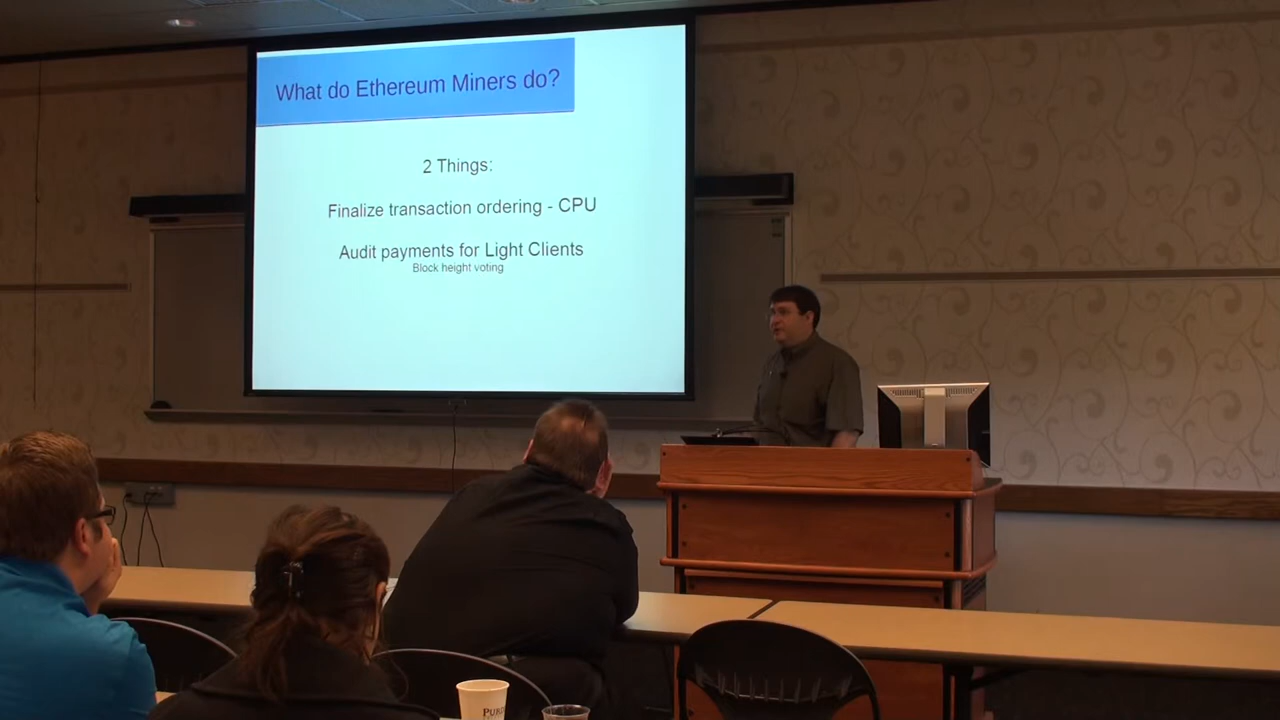 What do Ethereum Miners do?
2 Things:
Finalize transaction ordering - CPU
Audit payments for Light Clients
Block height voting